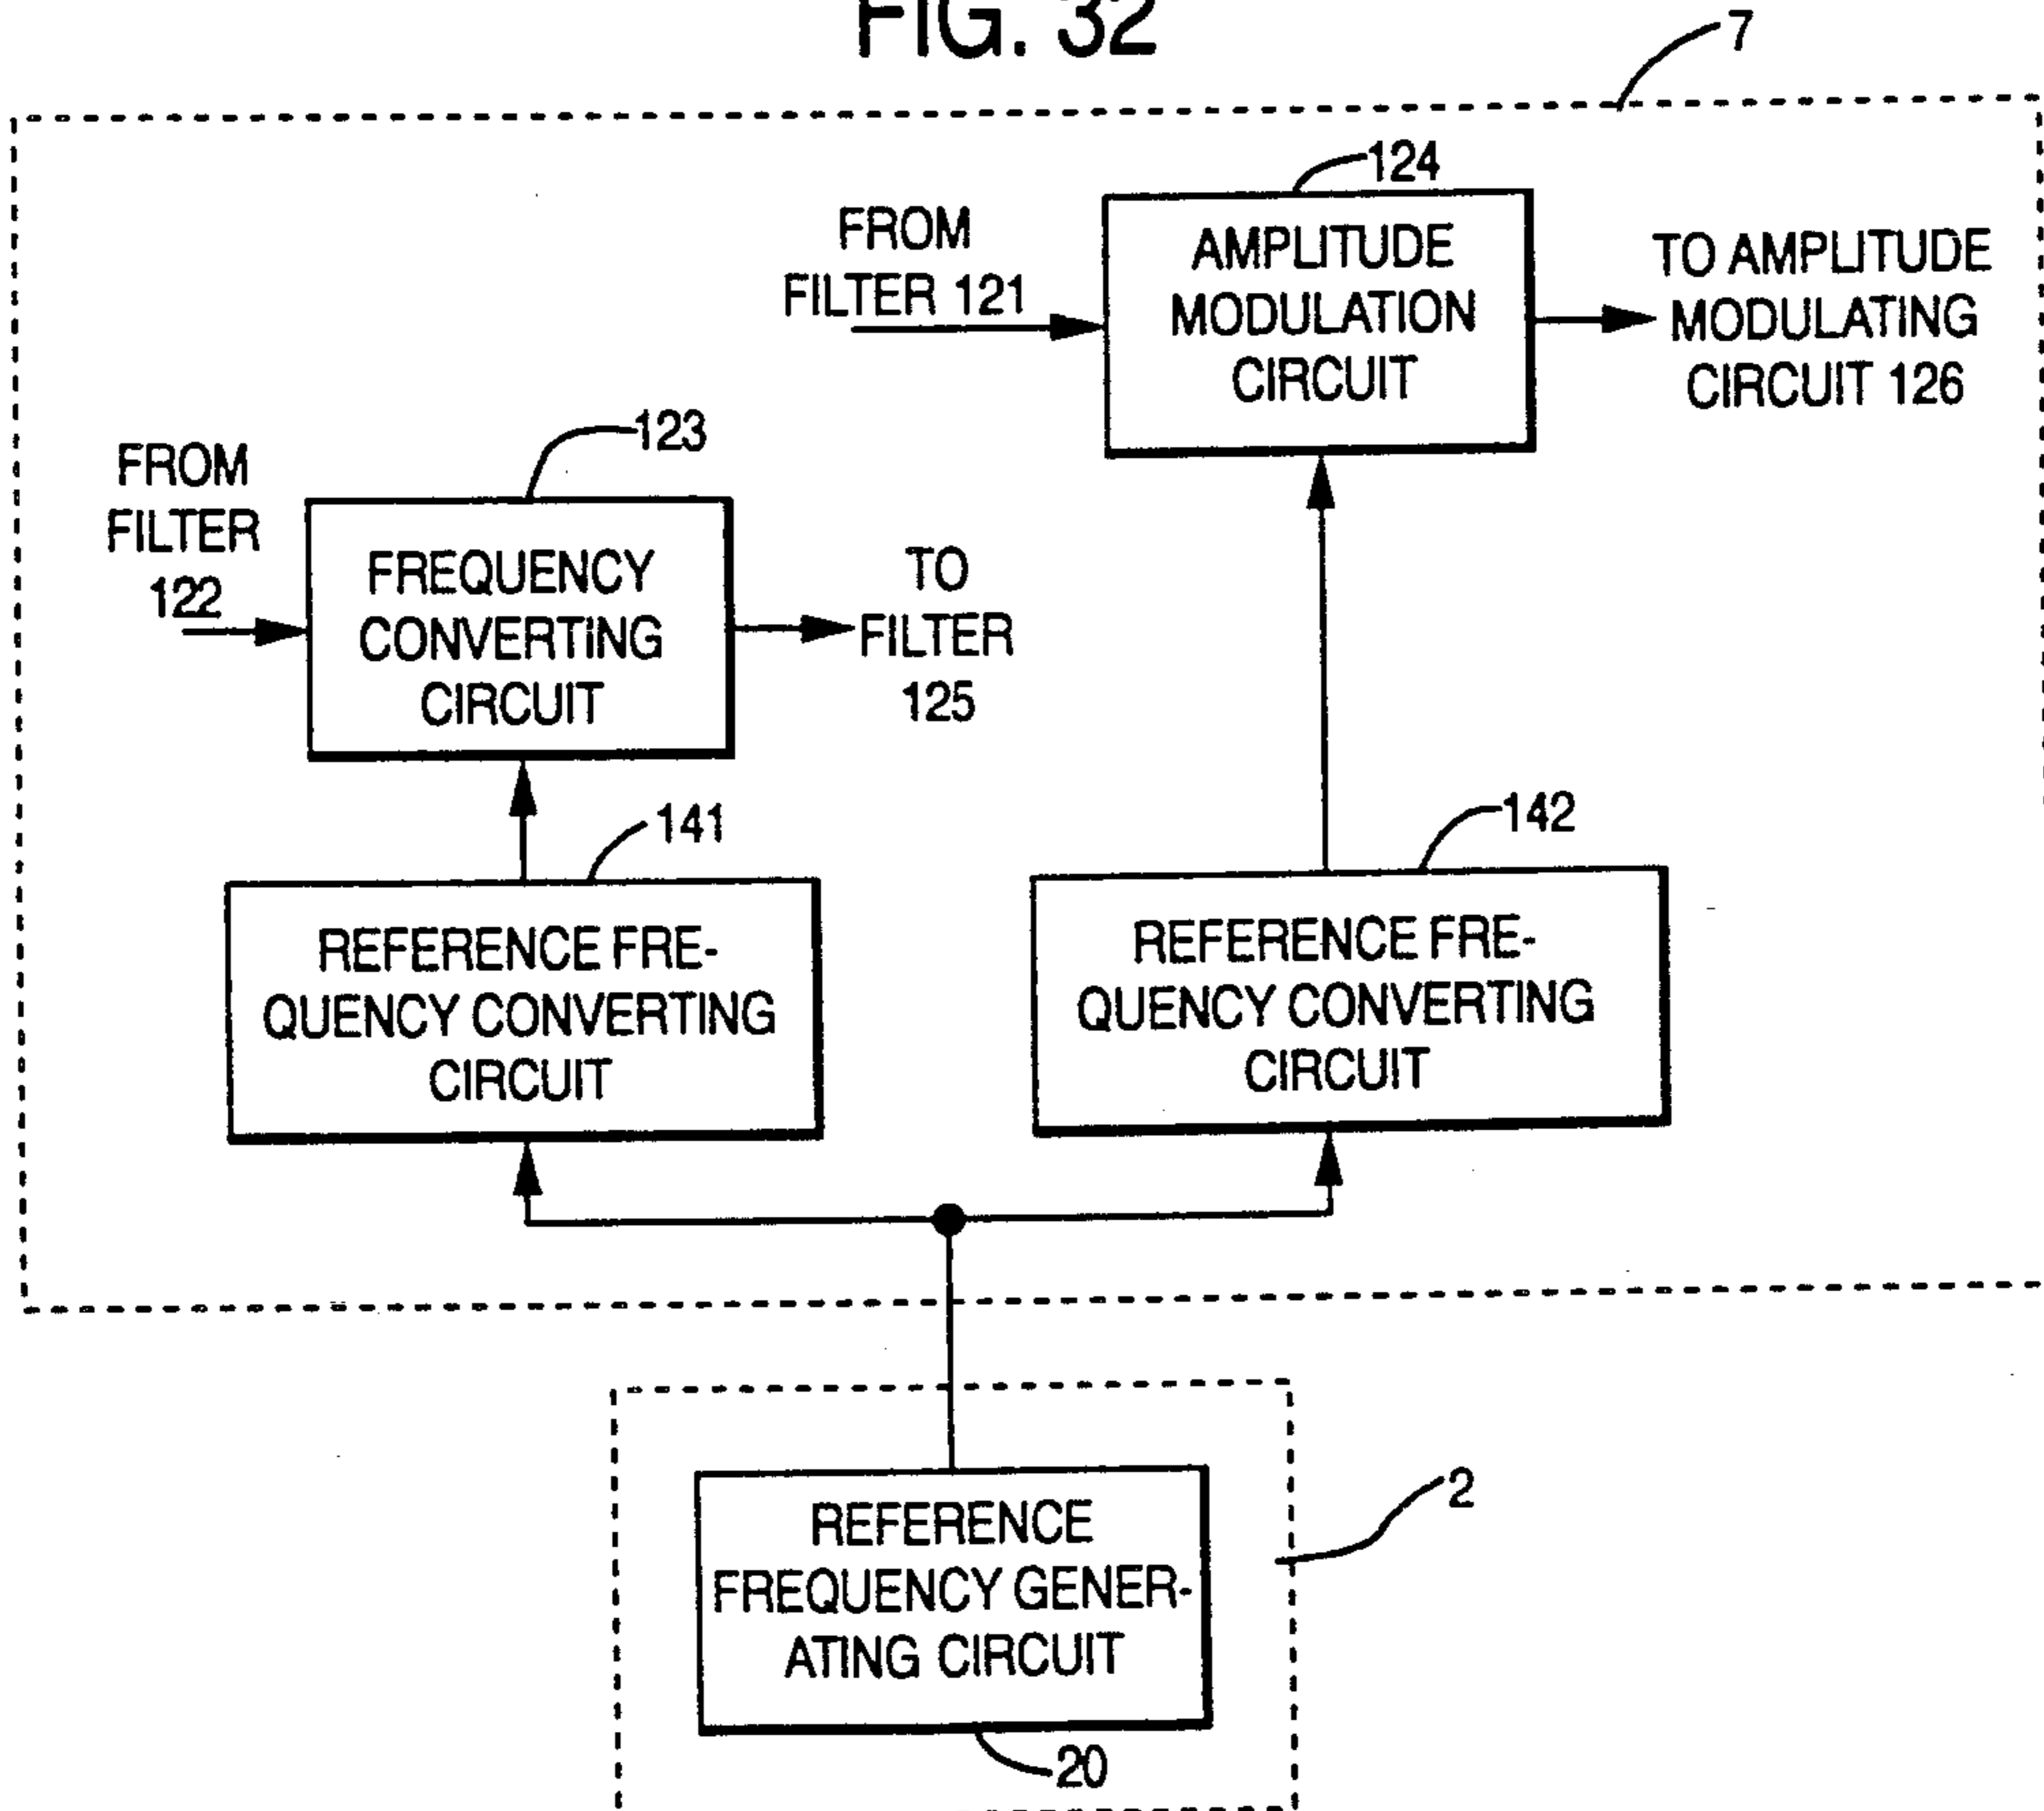 FIG. 32
7
124
FROM
FILTER 121
AMPLITUDE
MODULATION
CIRCUIT
TO AMPLITUDE
MODULATING
CIRCUIT 126
123
FROM
FILTER
122
FREQUENCY
CONVERTING
CIRCUIT
TO
FILTER
125
141
142
REFERENCE FRE-
QUENCY CONVERTING
CIRCUIT
REFERENCE FRE-
QUENCY CONVERTING
CIRCUIT
2
REFERENCE
FREQUENCY GENER-
ATING CIRCUIT
20